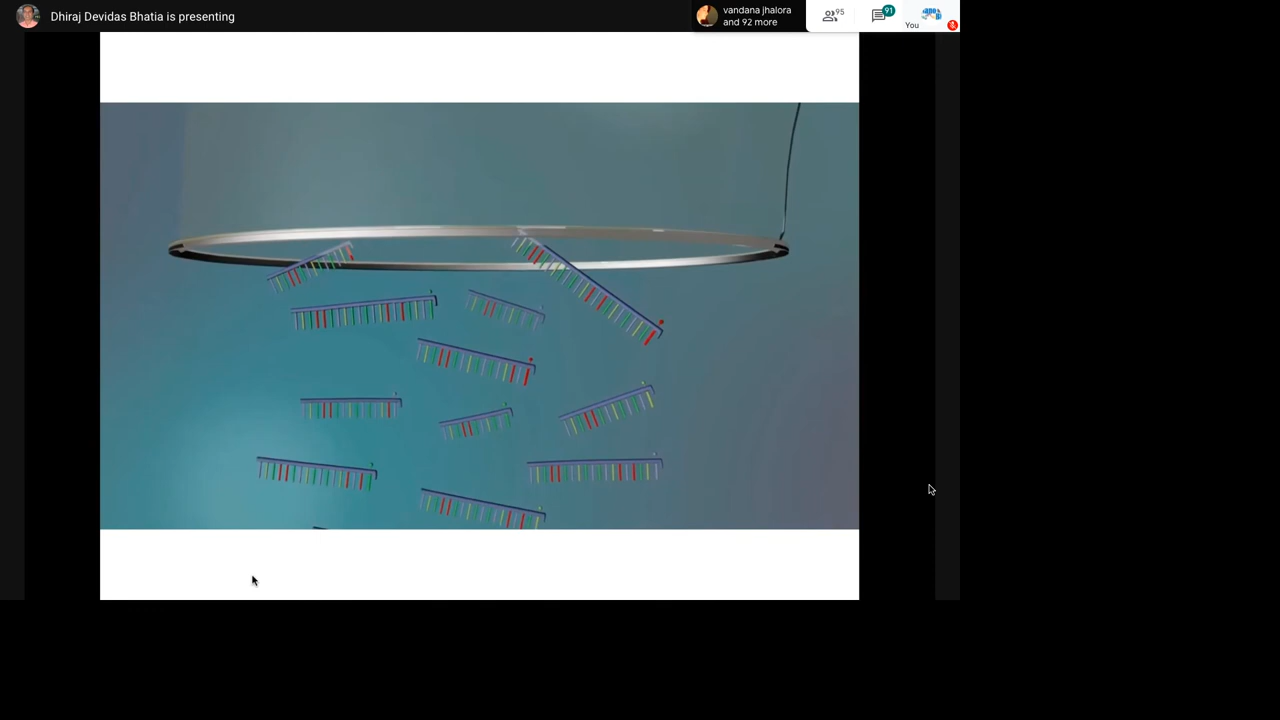 Dhiraj Devidas Bhatia is presenting
vandana jhalora
and 92 more
95
91
You